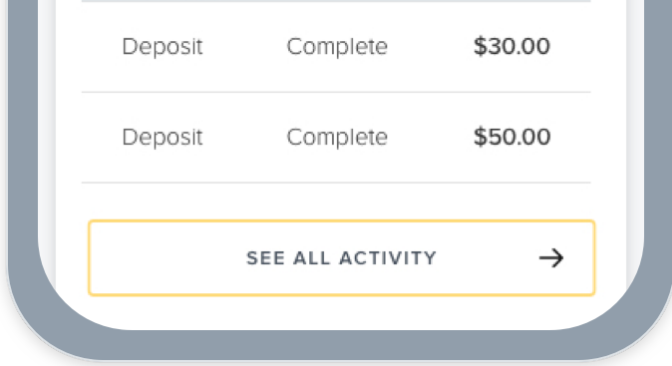 Deposit Complete $30.00
Deposit Complete $50.00
SEE ALL ACTIVITY →